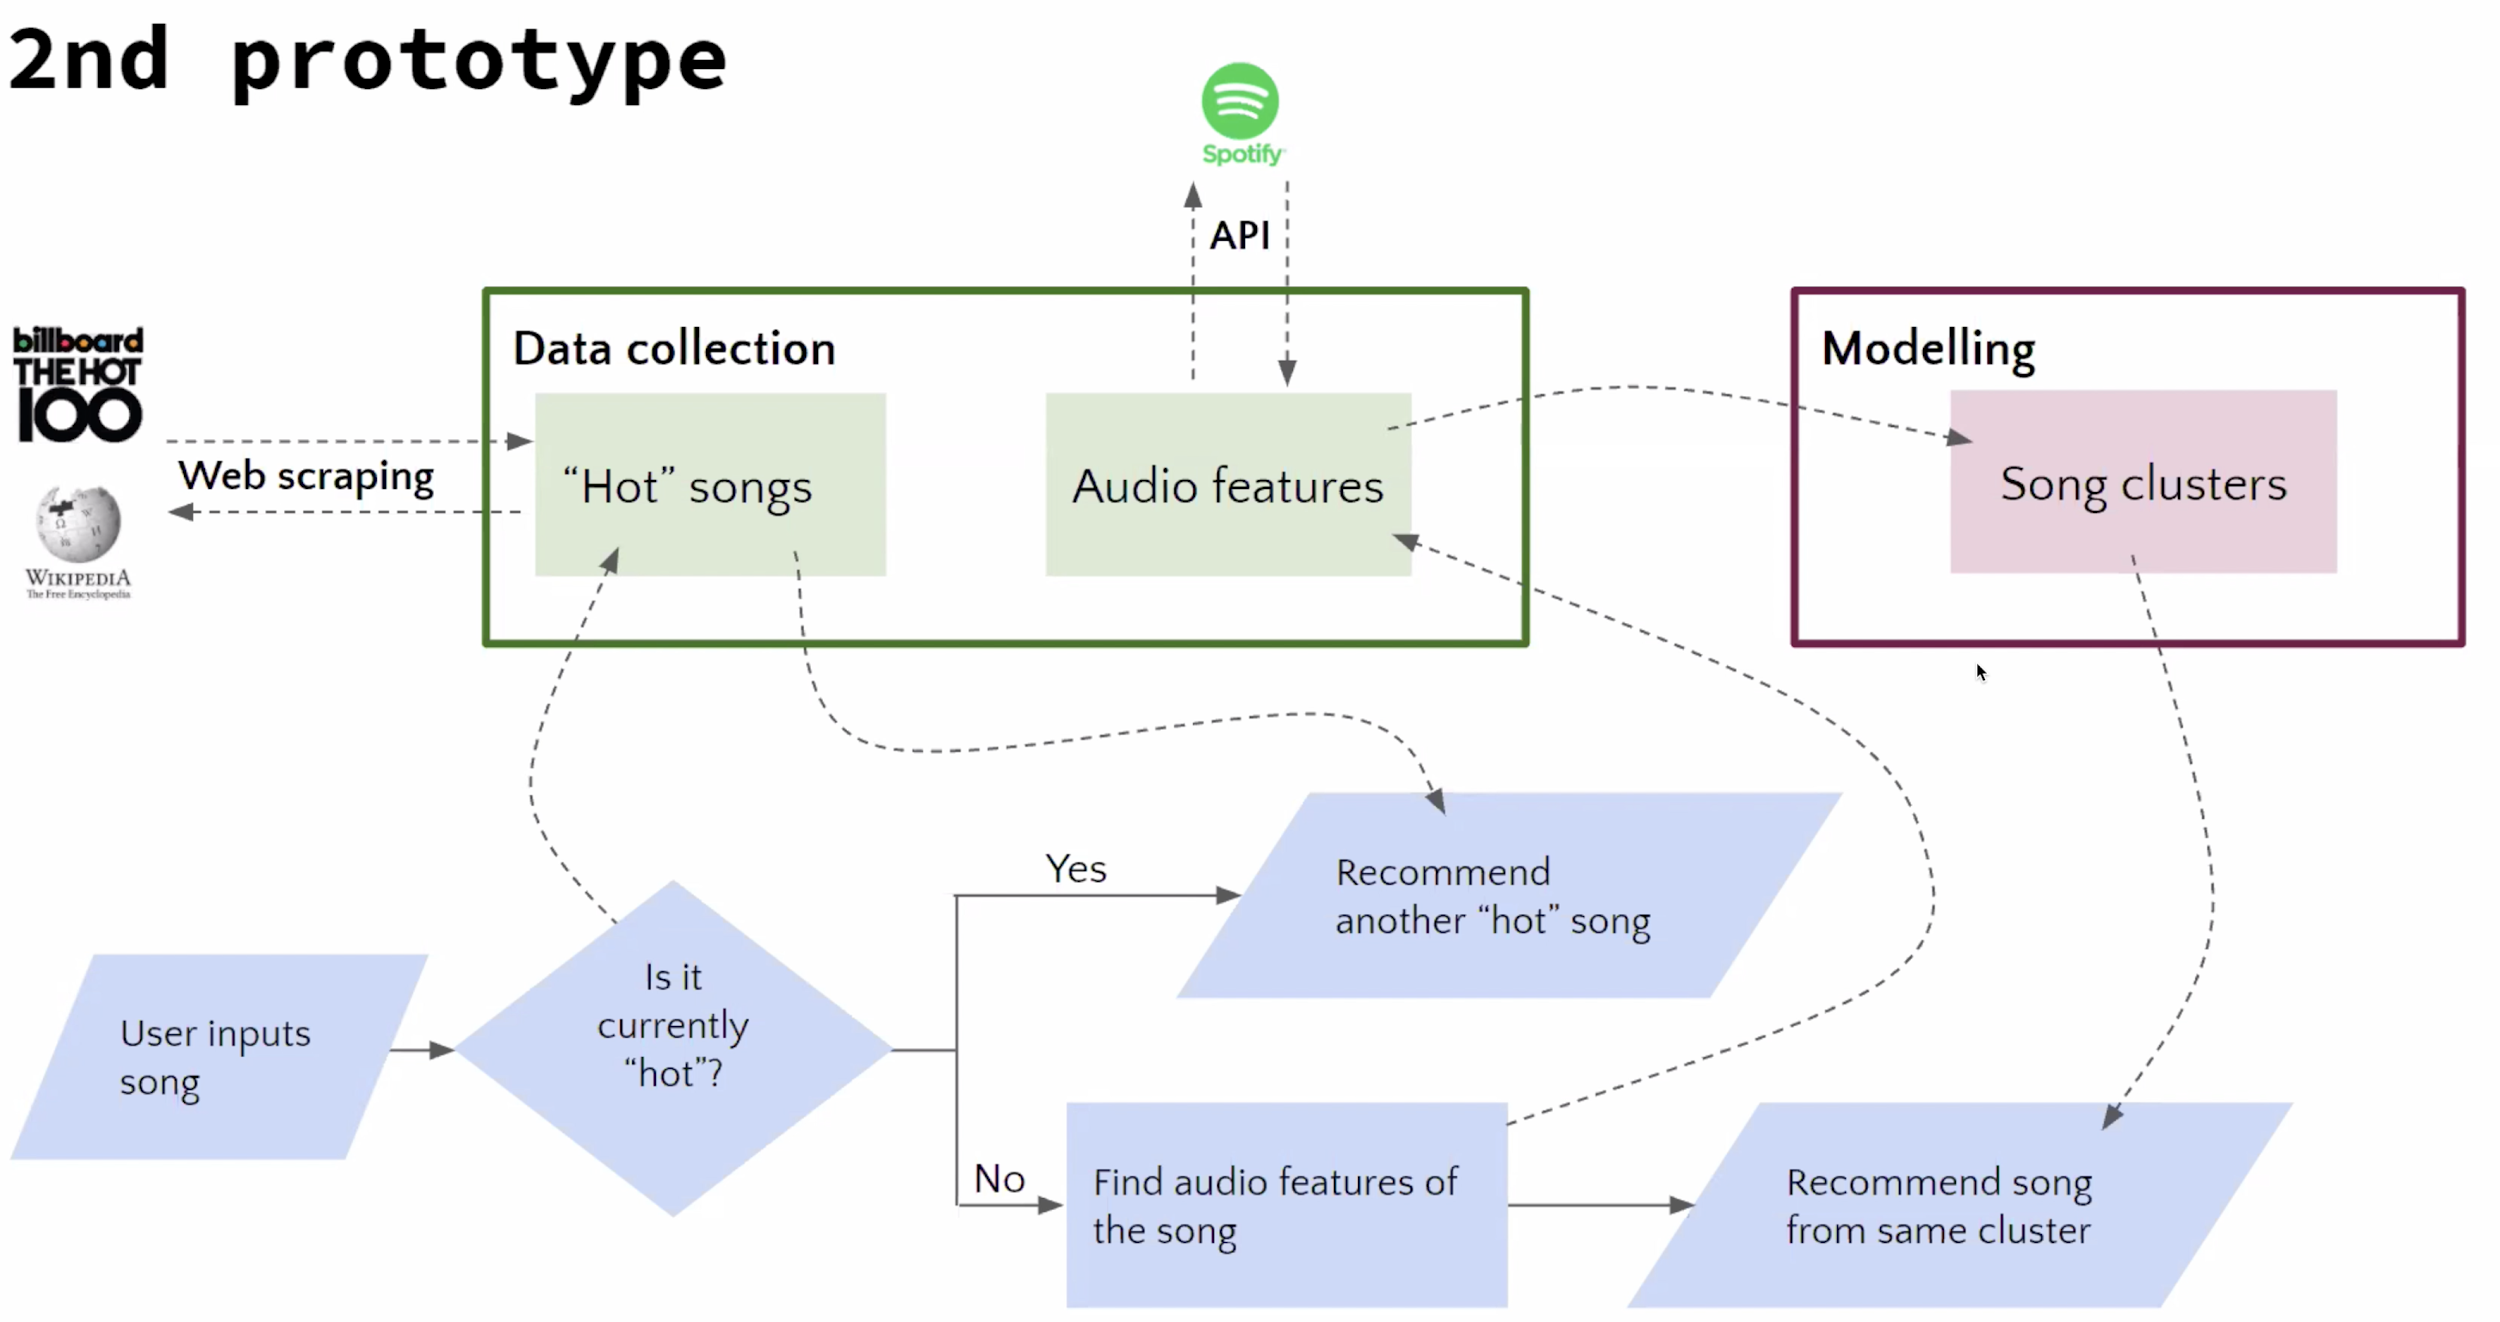 2nd prototype
Spotify
API
billboard
THE HOT
100
Web scraping
WIKIPEDIA
The Free Encyclopedia
Data collection
“Hot” songs
Audio features
Modelling
Song clusters
User inputs
song
Is it
currently
“hot”?
Yes
Recommend
another “hot” song
No
Find audio features of
the song
Recommend song
from same cluster